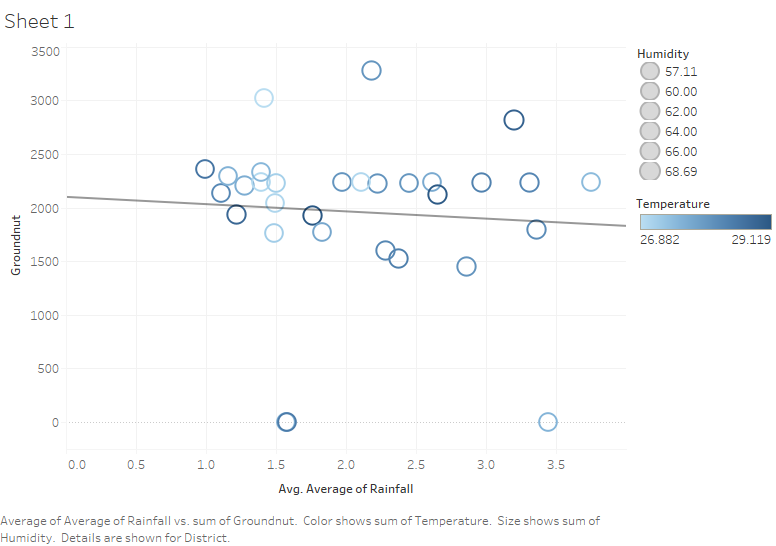 Sheet 1
3500
3000
2500
2000
1500
1000
500
0
Groundnut
0.0 0.5 1.0 1.5 2.0 2.5 3.0 3.5
Avg. Average of Rainfall
Humidity
57.11
60.00
62.00
64.00
66.00
68.69
Temperature
26.882 29.119
Average of Average of Rainfall vs. sum of Groundnut. Color shows sum of Temperature. Size shows sum of
Humidity. Details are shown for District.